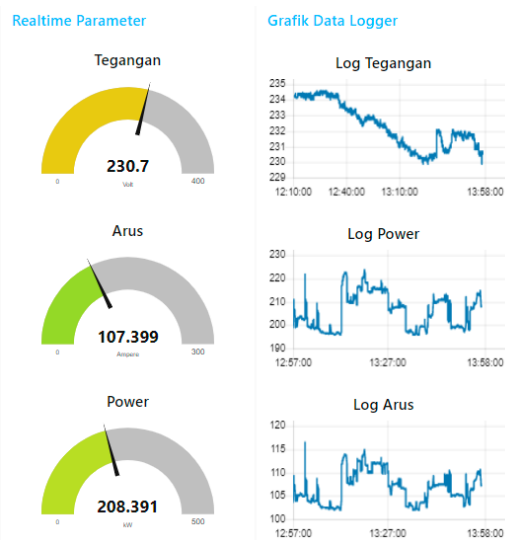 Realtime Parameter
Tegangan
230.7
Volt
0
400
Arus
107.399
Ampere
0
300
Power
208.391
kW
0
500
Grafik Data Logger
Log Tegangan
235
234
233
232
231
230
229
12:10:00 12:40:00 13:10:00 13:58:00
Log Power
230
220
210
200
190
12:57:00 13:27:00 13:58:00
Log Arus
120
115
110
105
100
12:57:00 13:27:00 13:58:00